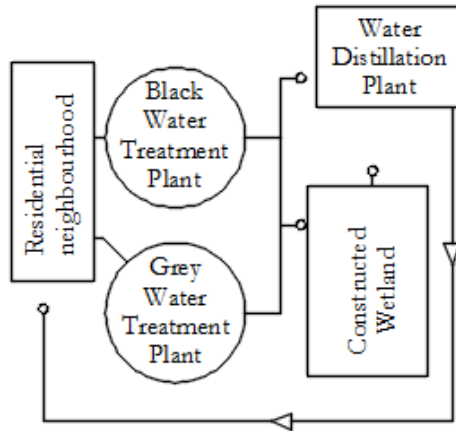 Residential
neighbourhood
Black
Water
Treatment
Plant
Grey
Water
Treatment
Plant
Water
Distillation
Plant
Constructed
Wetland